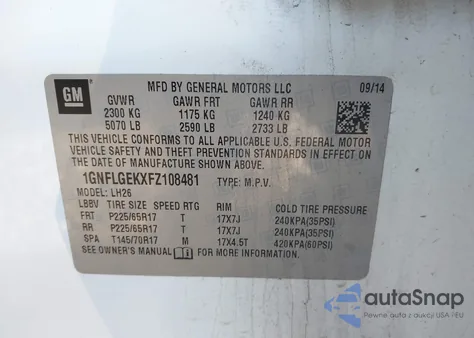 GM
MFD BY GENERAL MOTORS LLC 09/14
GVWR GAWR FRT GAWR RR
2300 KG 1175 KG 1240 KG
5070 LB 2590 LB 2733 LB
THIS VEHICLE CONFORMS TO ALL APPLICABLE U.S. FEDERAL MOTOR
VEHICLE SAFETY AND THEFT PREVENTION STANDARDS IN EFFECT
ON THE DATE OF MANUFACTURE SHOWN ABOVE.
1GNFLGEKXFZ108481 TYPE: M.P.V.
MODEL: LH26
LBBV TIRE SIZE SPEED RTG RIM COLD TIRE PRESSURE
FRT P225/65R17 T 17X7J 240KPA(35PSI)
RR P225/65R17 T 17X7J 240KPA(35PSI)
SPA T145/70R17 M 17X4.5T 420KPA(60PSI)
SEE OWNER'S MANUAL FOR MORE INFORMATION.
autoSnap
Pewne auto z USA i EU